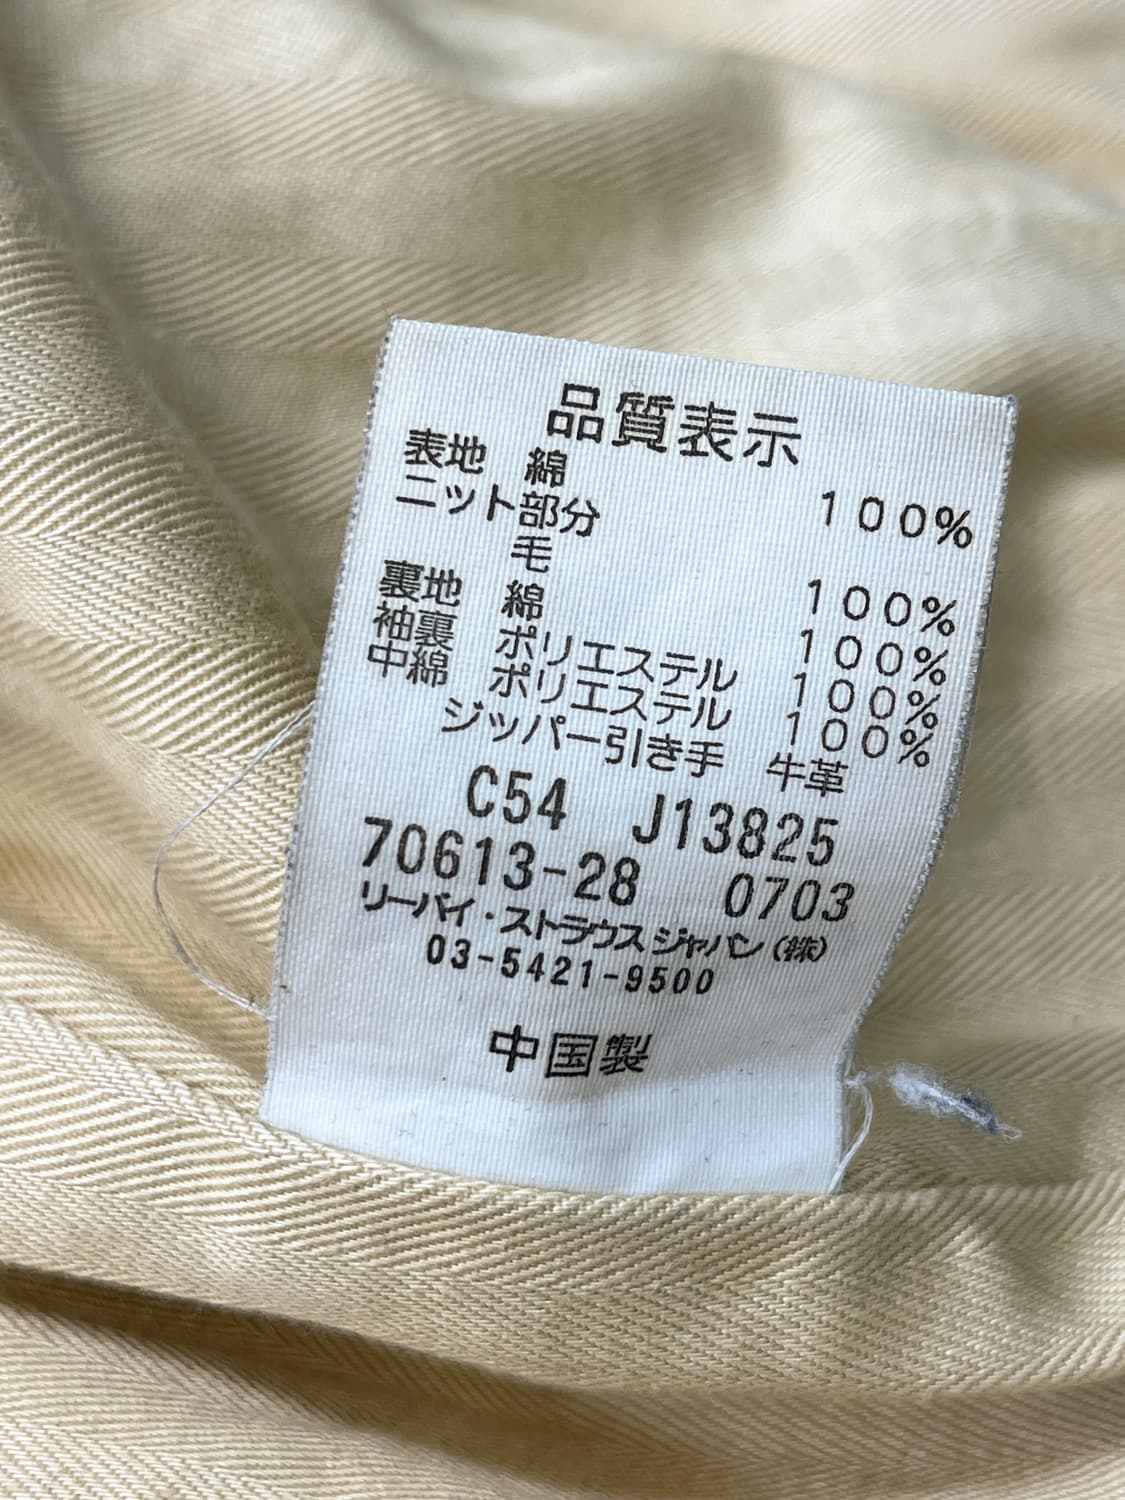 品質表示
表地 綿 100%
ニット部分
毛 100%
裏地 綿 100%
袖裏 ポリエステル 100%
中綿 ポリエステル 100%
ジッパー引き手 牛革
C54 J13825
70613-28 0703
リーバイ・ストラウス ジャパン(株)
03-5421-9500
中国製